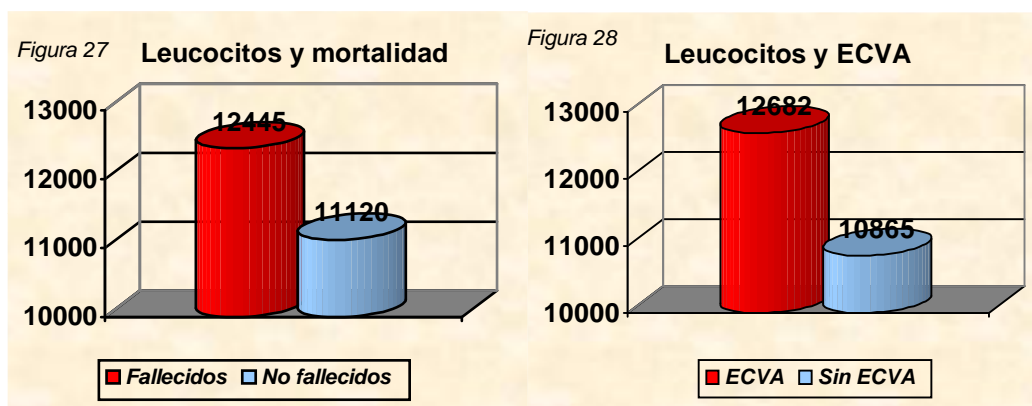 Figura 27
Leucocitos y mortalidad
13000
12000
11000
10000
12445
11120
Fallecidos No fallecidos
Figura 28
Leucocitos y ECVA
13000
12000
11000
10000
12682
10865
ECVA Sin ECVA